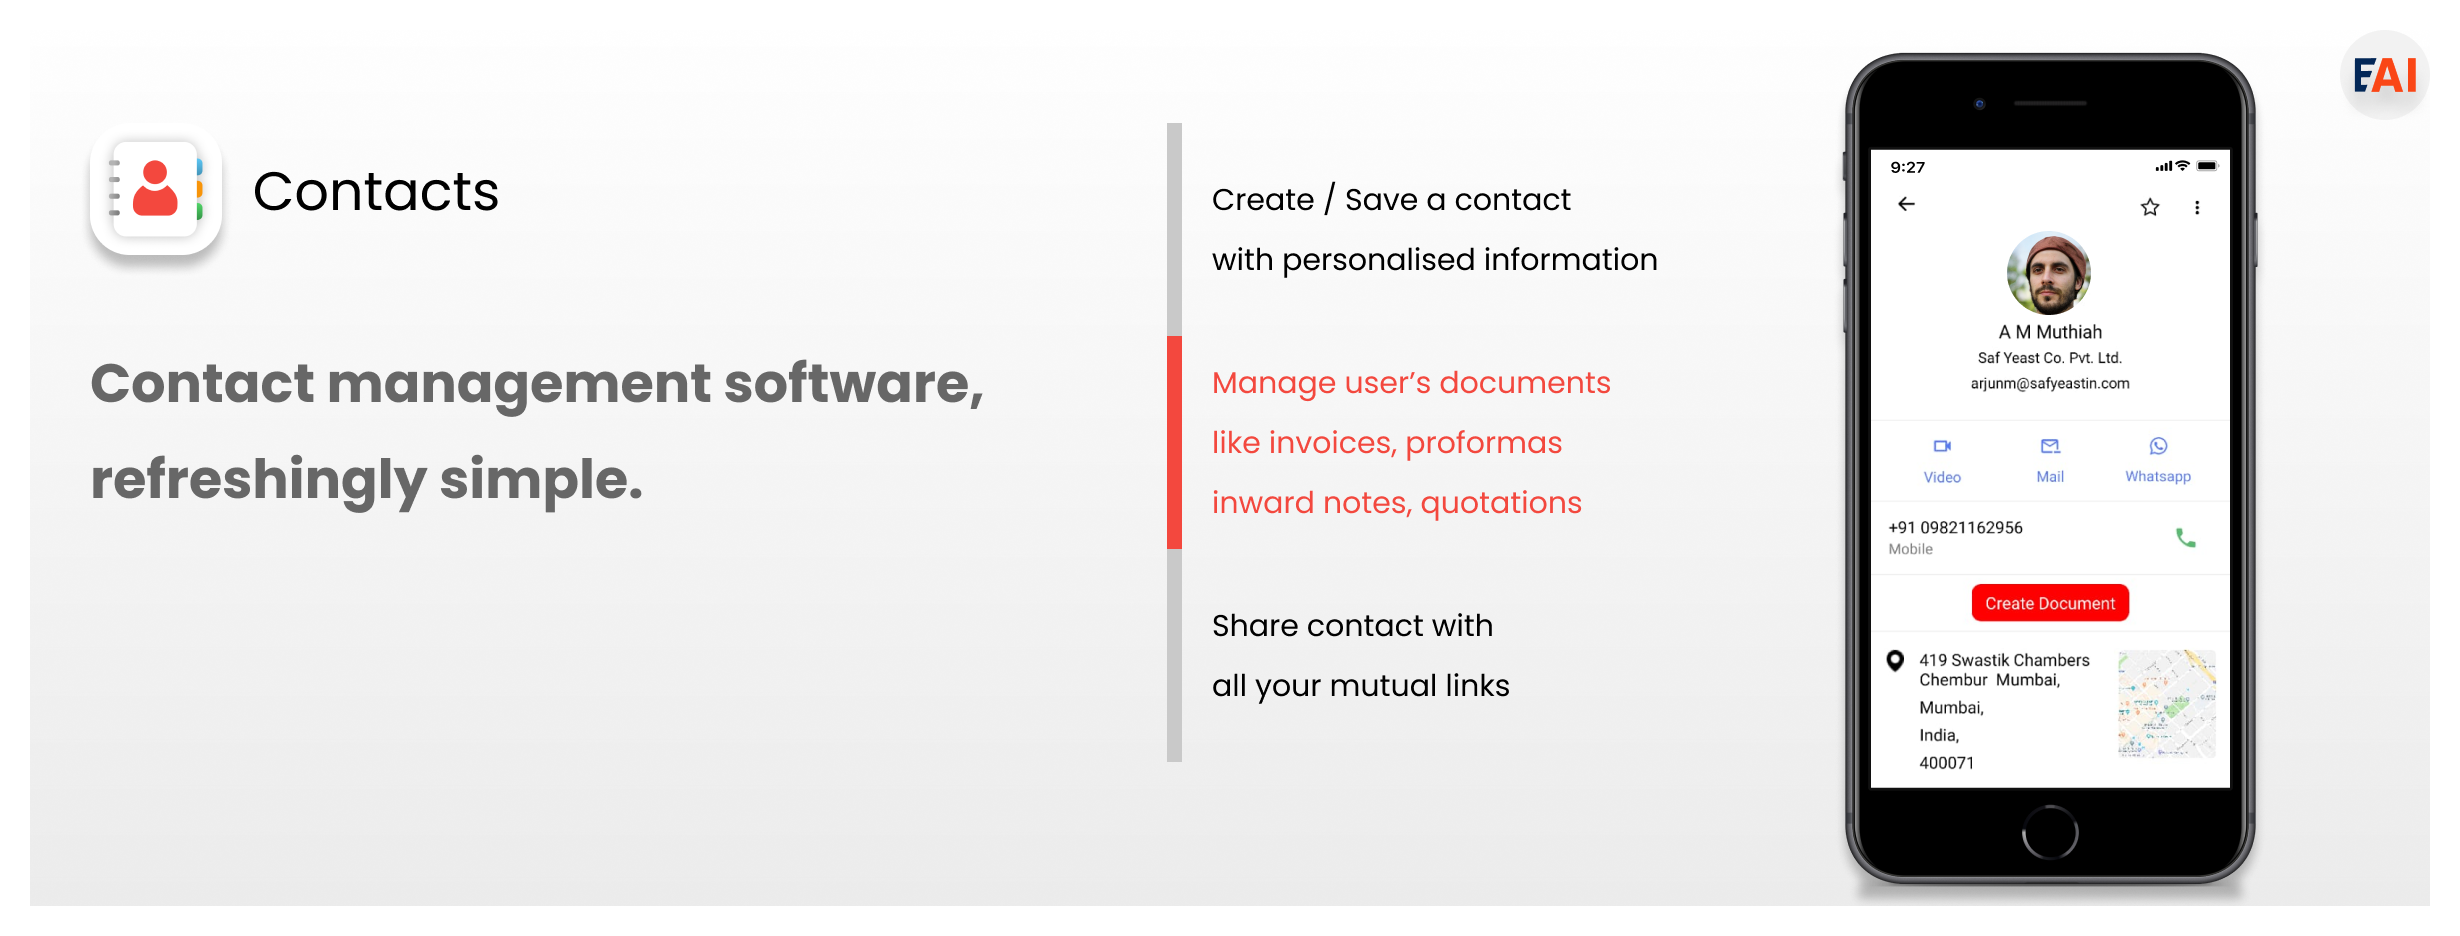 EAI
Contacts
Contact management software,
refreshingly simple.
Create / Save a contact
with personalised information
Manage user’s documents
like invoices, proformas
inward notes, quotations
Share contact with
all your mutual links
9:27
A M Muthiah
Saf Yeast Co. Pvt. Ltd.
arjunm@safyeastin.com
Video Mail Whatsapp
+91 09821162956
Mobile
Create Document
419 Swastik Chambers
Chembur Mumbai,
Mumbai,
India,
400071